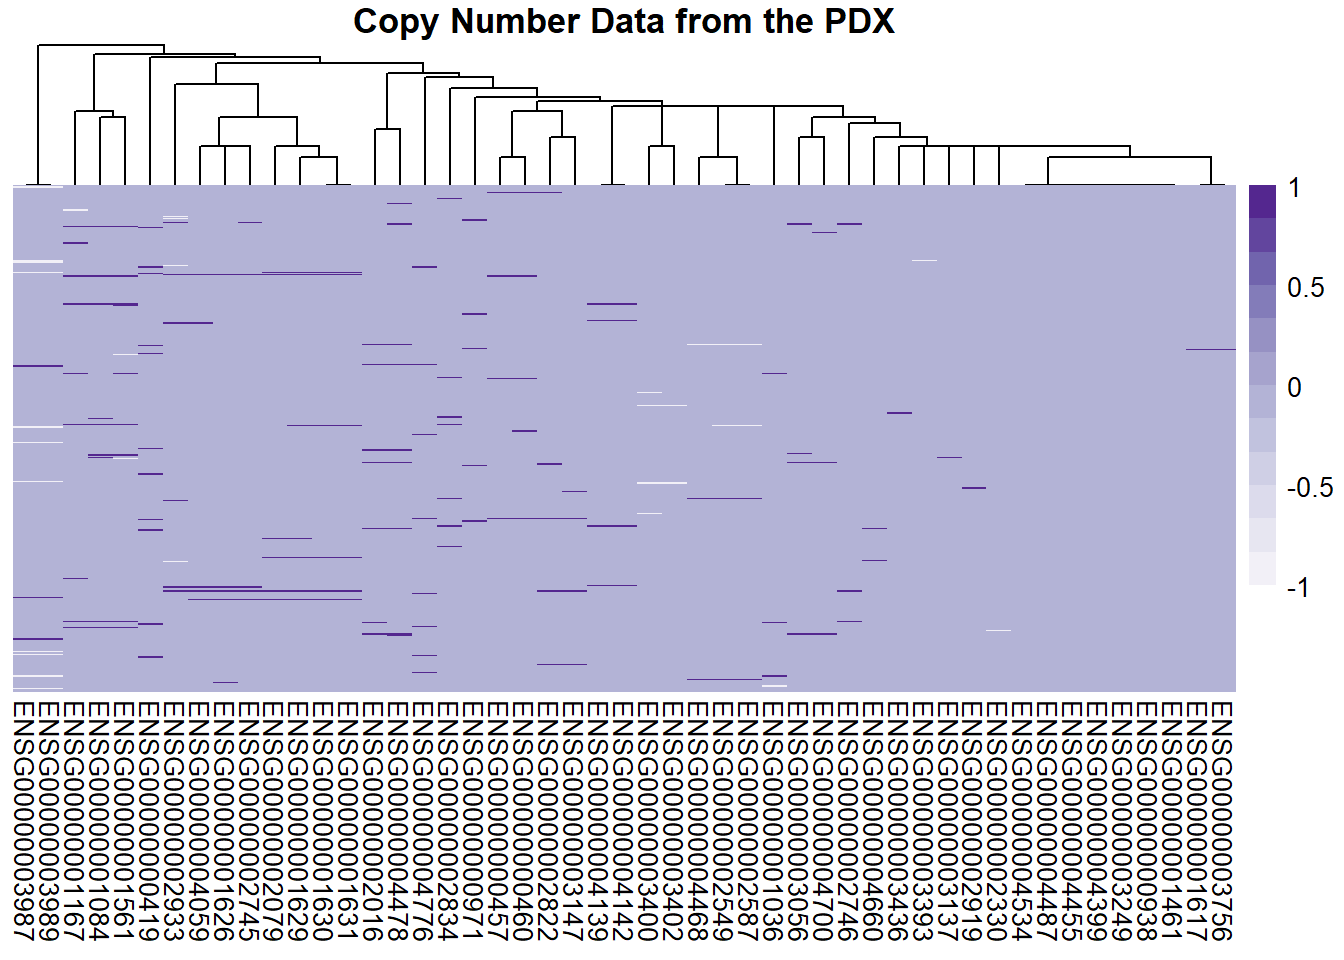 Copy Number Data from the PDX
1
0.5
0
-0.5
-1
ENSG00000003987
ENSG00000003989
ENSG00000001167
ENSG00000001084
ENSG00000001561
ENSG00000000419
ENSG00000002933
ENSG00000004059
ENSG00000001626
ENSG00000002745
ENSG00000002079
ENSG00000001629
ENSG00000001630
ENSG00000001631
ENSG00000002016
ENSG00000004478
ENSG00000004776
ENSG00000002834
ENSG00000000971
ENSG00000000457
ENSG00000000460
ENSG00000002822
ENSG00000003147
ENSG00000004139
ENSG00000004142
ENSG00000003400
ENSG00000003402
ENSG00000004468
ENSG00000002549
ENSG00000002587
ENSG00000001036
ENSG00000003056
ENSG00000004700
ENSG00000002746
ENSG00000004660
ENSG00000003436
ENSG00000003393
ENSG00000003137
ENSG00000002919
ENSG00000002330
ENSG00000004534
ENSG00000004487
ENSG00000004455
ENSG00000004399
ENSG00000003249
ENSG00000000938
ENSG00000001461
ENSG00000001617
ENSG00000003756